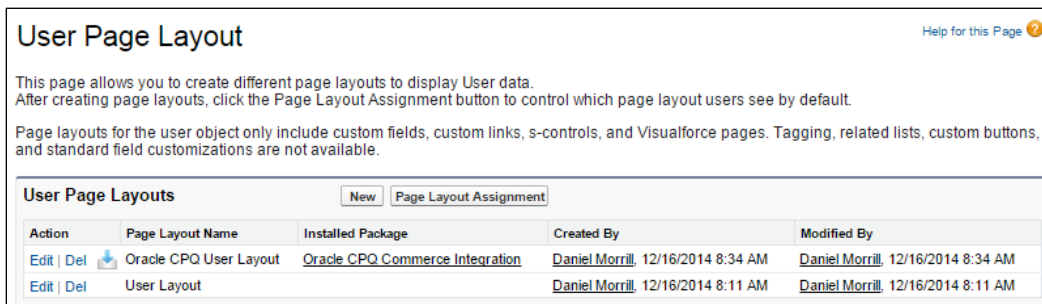 User Page Layout
Help for this Page
This page allows you to create different page layouts to display User data.
After creating page layouts, click the Page Layout Assignment button to control which page layout users see by default.
Page layouts for the user object only include custom fields, custom links, s-controls, and Visualforce pages. Tagging, related lists, custom buttons,
and standard field customizations are not available.
User Page Layouts New Page Layout Assignment
Action Page Layout Name Installed Package Created By Modified By
Edit | Del Oracle CPQ User Layout Oracle CPQ Commerce Integration Daniel Morrill, 12/16/2014 8:34 AM Daniel Morrill, 12/16/2014 8:34 AM
Edit | Del User Layout Daniel Morrill, 12/16/2014 8:11 AM Daniel Morrill, 12/16/2014 8:11 AM